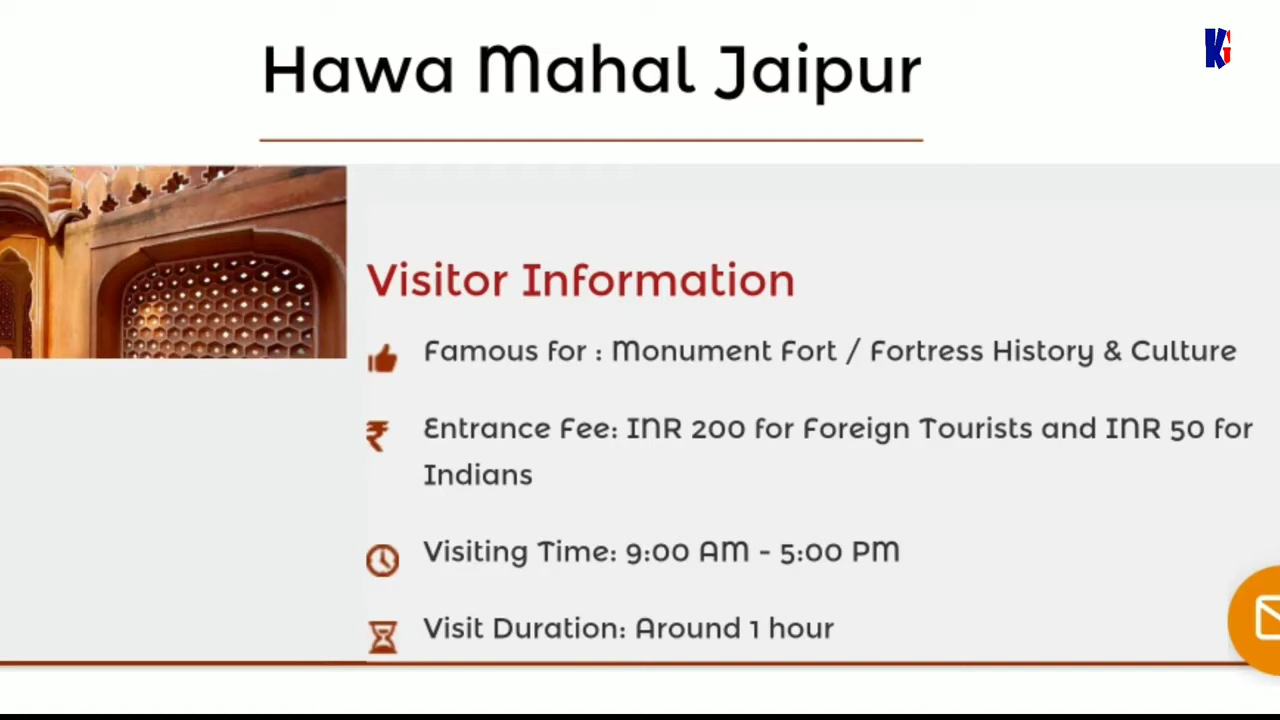 Hawa Mahal Jaipur
K
Visitor Information
Famous for : Monument Fort / Fortress History & Culture
Entrance Fee: INR 200 for Foreign Tourists and INR 50 for
Indians
Visiting Time: 9:00 AM - 5:00 PM
Visit Duration: Around 1 hour